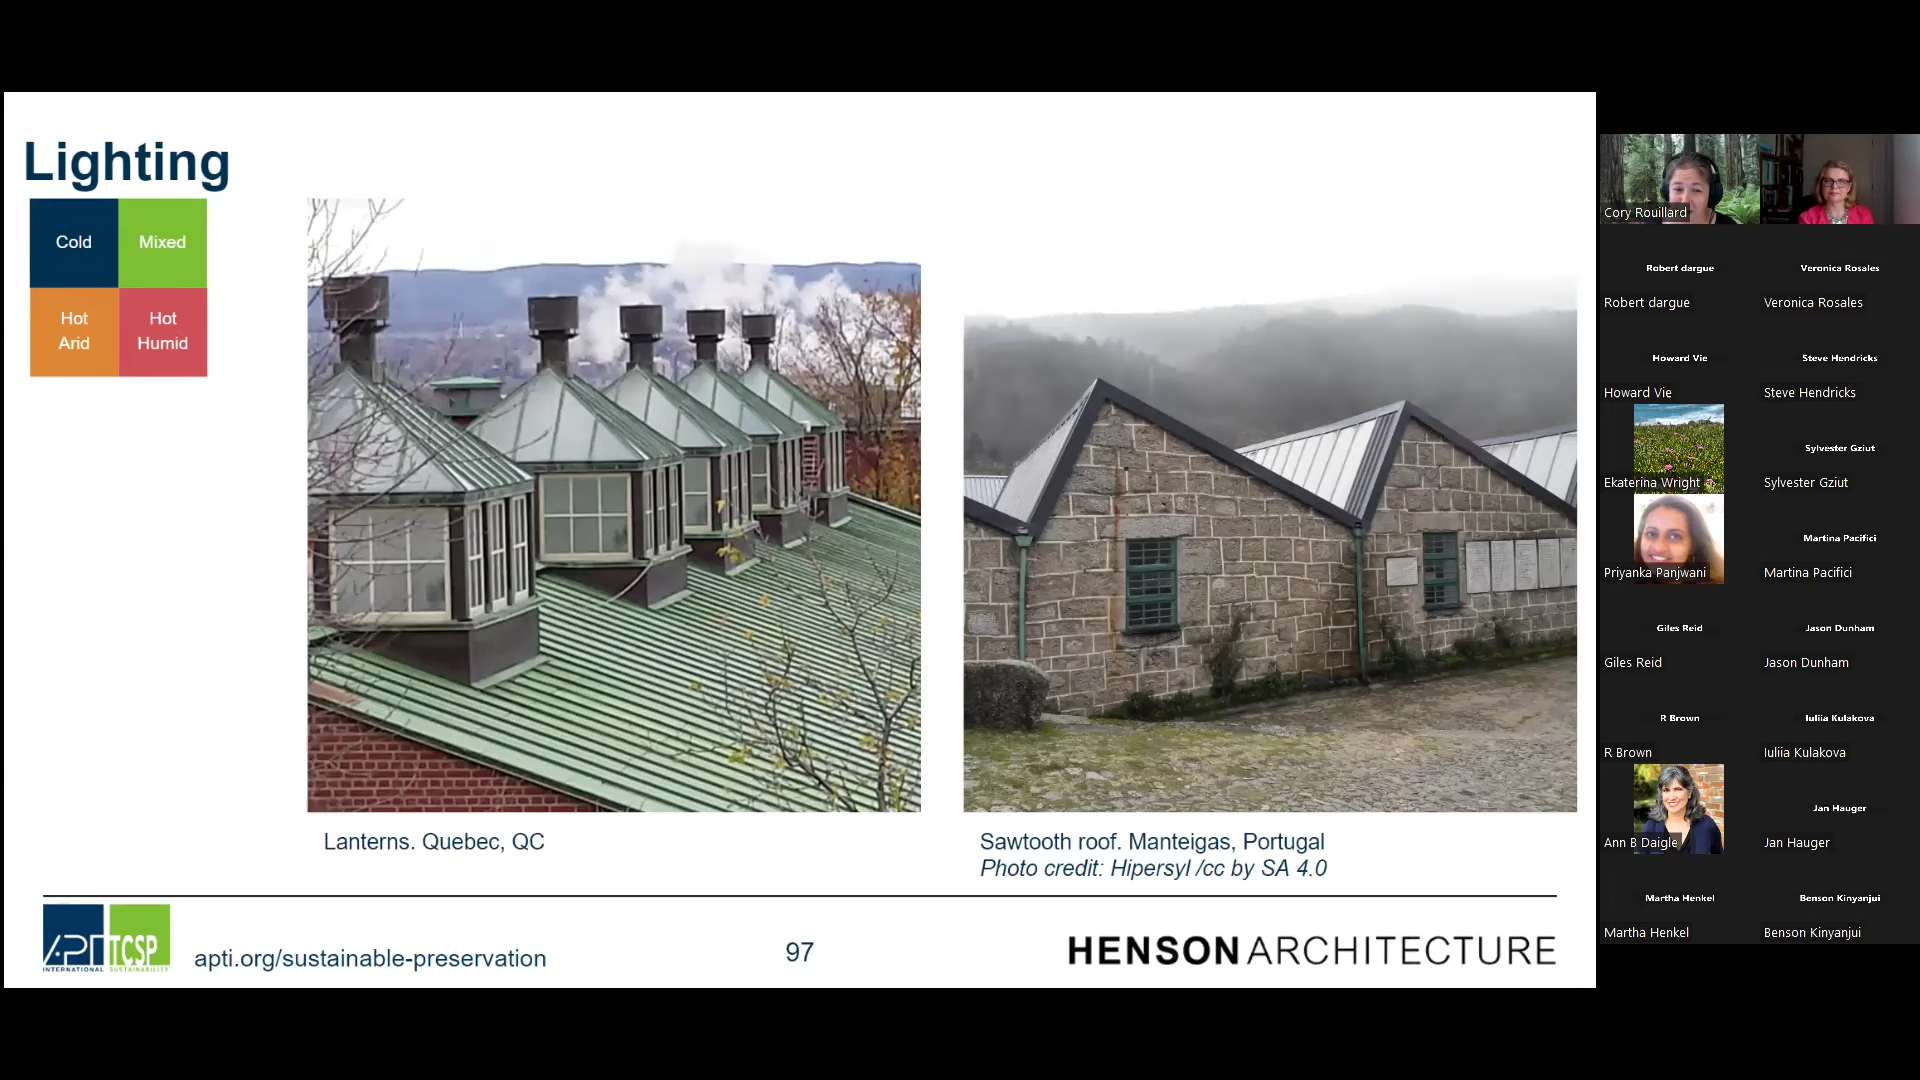 Lighting
Cold
Mixed
Hot
Arid
Hot
Humid
Lanterns. Quebec, QC
Sawtooth roof. Manteigas, Portugal
Photo credit: Hipersyl /cc by SA 4.0
APT TCSP
INTERNATIONAL SUSTAINABILITY
apti.org/sustainable-preservation
97
HENSON ARCHITECTURE
Cory Rouillard
Robert dargue
Robert dargue
Veronica Rosales
Veronica Rosales
Howard Vie
Howard Vie
Steve Hendricks
Steve Hendricks
Ekaterina Wright
Sylvester Gziut
Sylvester Gziut
Priyanka Panjwani
Martina Pacifici
Martina Pacifici
Giles Reid
Giles Reid
Jason Dunham
Jason Dunham
R Brown
R Brown
Iuliia Kulakova
Iuliia Kulakova
Ann B Daigle
Jan Hauger
Jan Hauger
Martha Henkel
Martha Henkel
Benson Kinyanjui
Benson Kinyanjui